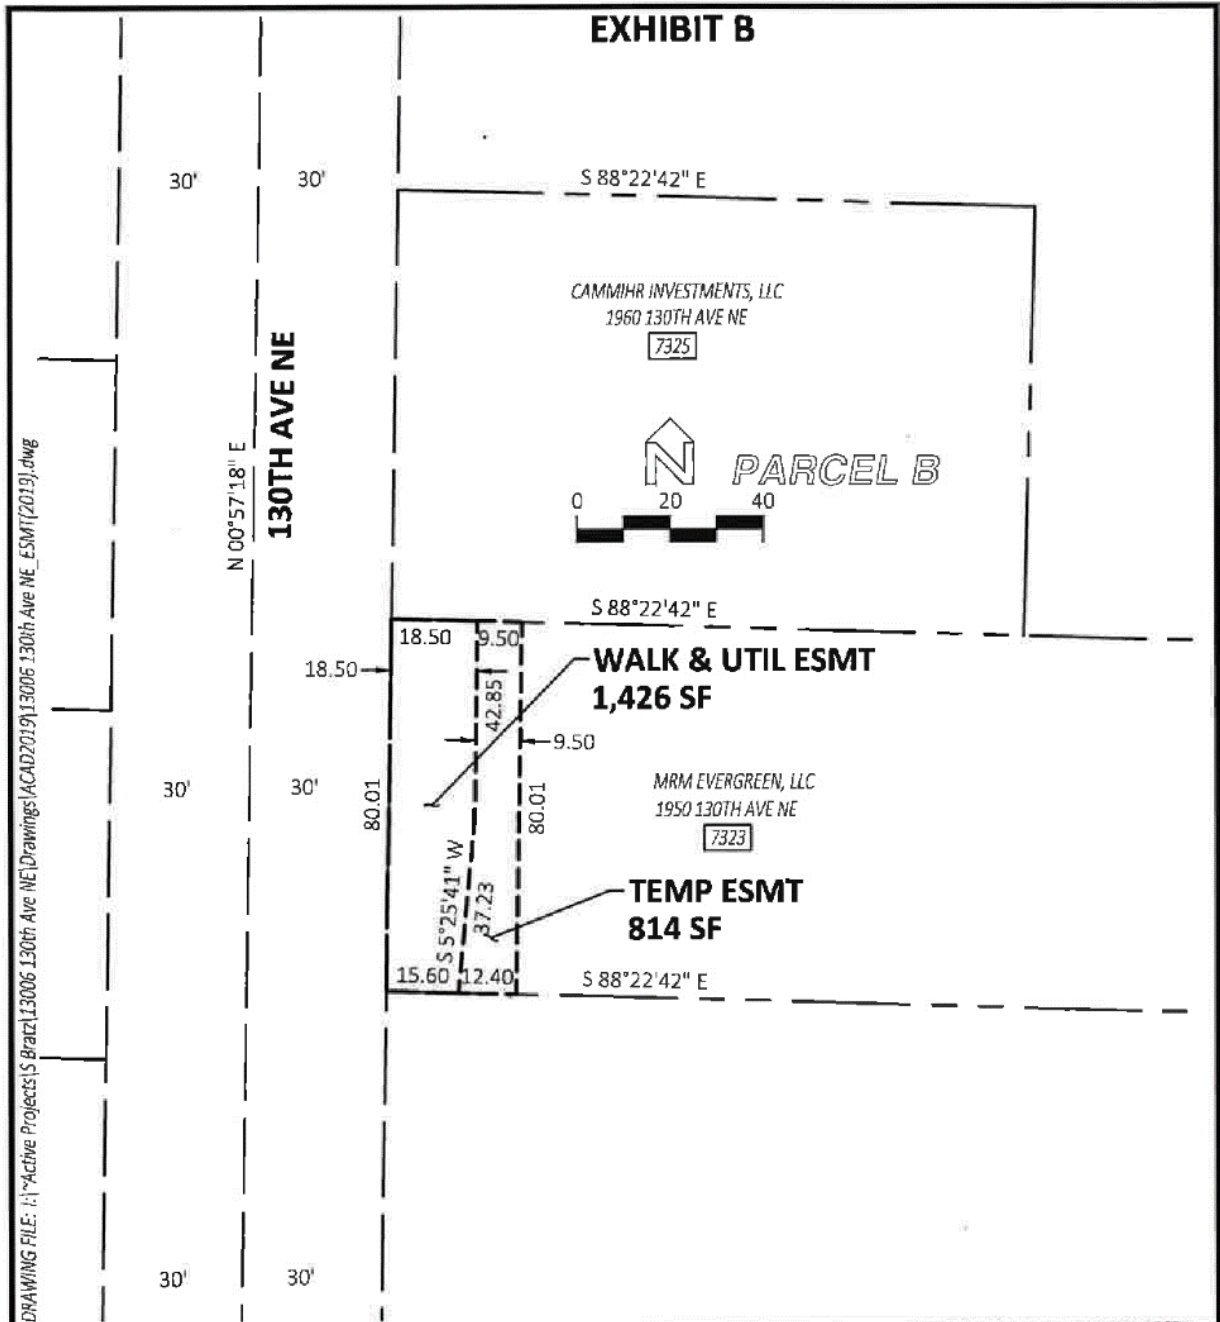 EXHIBIT B
30'
30'
S 88°22'42" E
CAMMIHR INVESTMENTS, LLC
1960 130TH AVE NE
7325
130TH AVE NE
N 00°57'18" E
N
PARCEL B
0 20 40
S 88°22'42" E
18.50
9.50
18.50
42.85
WALK & UTIL ESMT
1,426 SF
9.50
30'
30'
80.01
80.01
MRM EVERGREEN, LLC
1950 130TH AVE NE
7323
S 5°25'41" W
37.23
TEMP ESMT
814 SF
15.60
12.40
S 88°22'42" E
30'
30'
DRAWING FILE: I:\~Active Projects\S Bratz\13006 130th Ave NE\Drawings\ACAD2019\13006 130th Ave NE_ESMT(2019).dwg